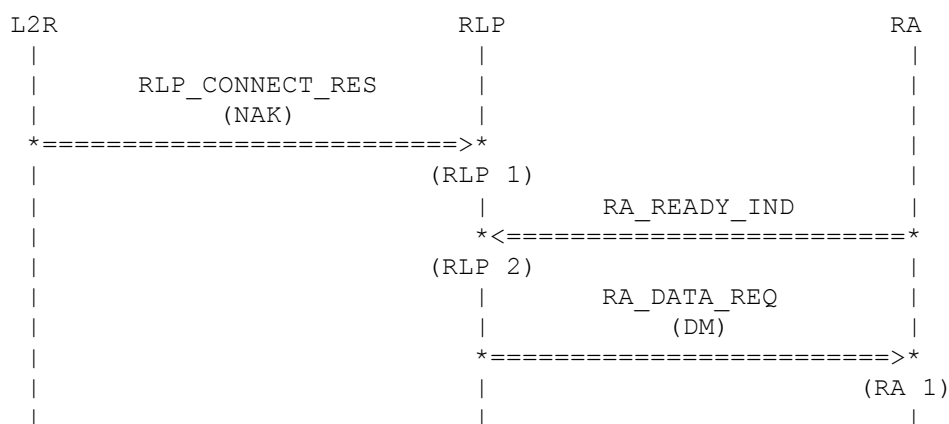 L2R RLP RA
| | |
| RLP_CONNECT_RES | |
| (NAK) | |
*==========================>* |
| (RLP 1) |
| | RA_READY_IND |
| *<=========================* |
| (RLP 2) |
| | RA_DATA_REQ |
| | (DM) |
| *=========================>* |
| | (RA 1)
| | |